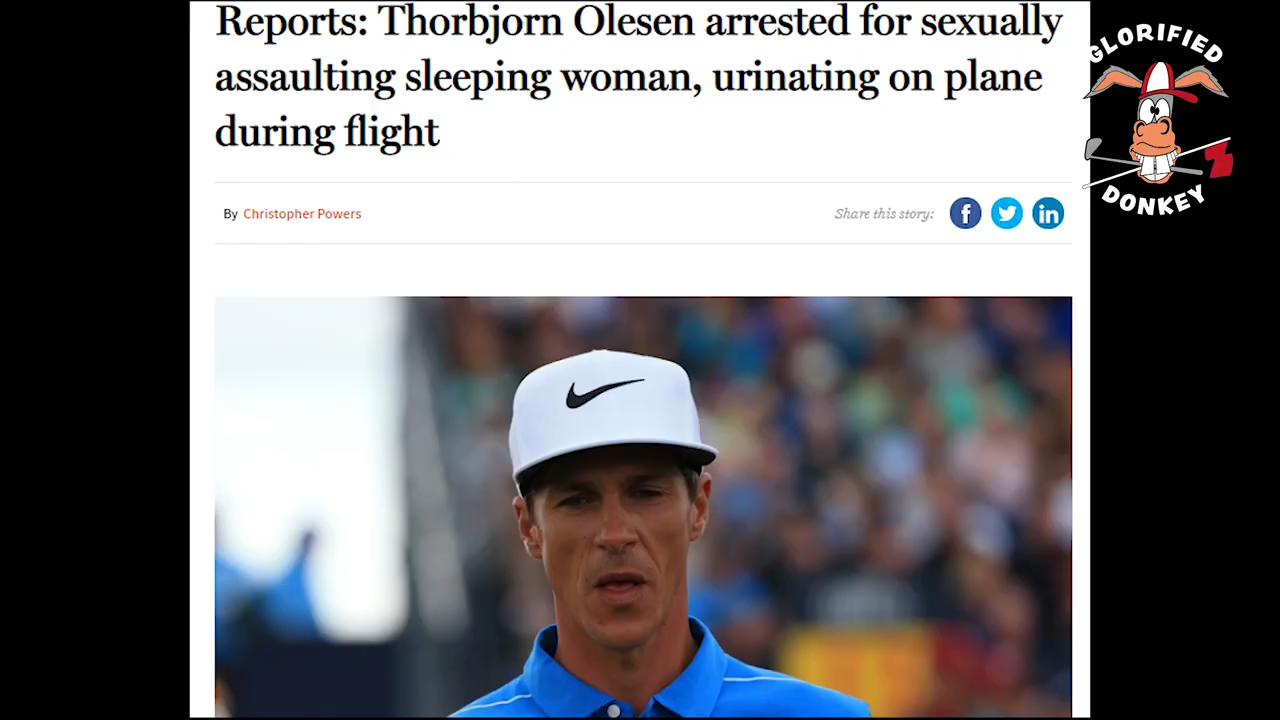 Reports: Thorbjorn Olesen arrested for sexually
assaulting sleeping woman, urinating on plane
during flight
By Christopher Powers
Share this story:
f
in
GLORIFIED
DONKEY